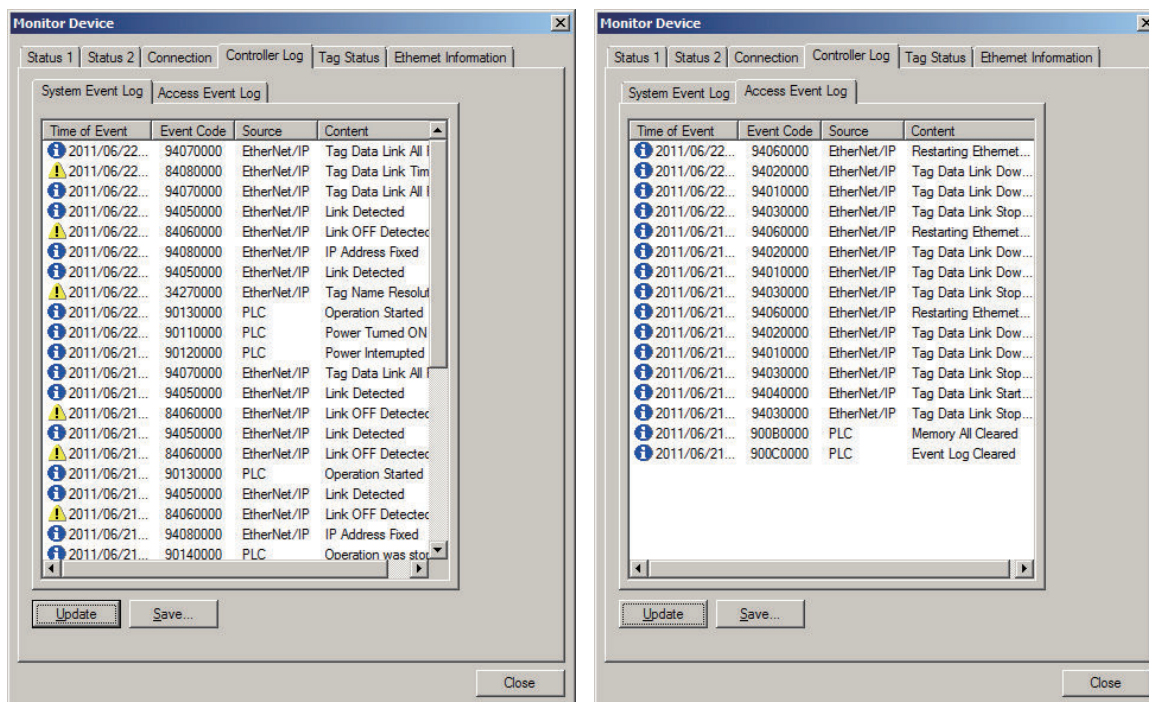 Monitor Device
Status 1 Status 2 Connection Controller Log Tag Status Ethernet Information
System Event Log Access Event Log
Time of Event Event Code Source Content
2011/06/22... 94070000 EtherNet/IP Tag Data Link All
2011/06/22... 84080000 EtherNet/IP Tag Data Link Tim
2011/06/22... 94070000 EtherNet/IP Tag Data Link All
2011/06/22... 94050000 EtherNet/IP Link Detected
2011/06/22... 84060000 EtherNet/IP Link OFF Detected
2011/06/22... 94080000 EtherNet/IP IP Address Fixed
2011/06/22... 94050000 EtherNet/IP Link Detected
2011/06/22... 34270000 EtherNet/IP Tag Name Resolut
2011/06/22... 90130000 PLC Operation Started
2011/06/22... 90110000 PLC Power Turned ON
2011/06/21... 90120000 PLC Power Interrupted
2011/06/21... 94070000 EtherNet/IP Tag Data Link All
2011/06/21... 94050000 EtherNet/IP Link Detected
2011/06/21... 84060000 EtherNet/IP Link OFF Detected
2011/06/21... 94050000 EtherNet/IP Link Detected
2011/06/21... 84060000 EtherNet/IP Link OFF Detected
2011/06/21... 90130000 PLC Operation Started
2011/06/21... 94050000 EtherNet/IP Link Detected
2011/06/21... 84060000 EtherNet/IP Link OFF Detected
2011/06/21... 94080000 EtherNet/IP IP Address Fixed
2011/06/21... 90140000 PLC Operation was stop
Update Save...
Close
Monitor Device
Status 1 Status 2 Connection Controller Log Tag Status Ethernet Information
System Event Log Access Event Log
Time of Event Event Code Source Content
2011/06/22... 94060000 EtherNet/IP Restarting Ethernet...
2011/06/22... 94020000 EtherNet/IP Tag Data Link Dow...
2011/06/22... 94010000 EtherNet/IP Tag Data Link Dow...
2011/06/22... 94030000 EtherNet/IP Tag Data Link Stop...
2011/06/21... 94060000 EtherNet/IP Restarting Ethernet...
2011/06/21... 94020000 EtherNet/IP Tag Data Link Dow...
2011/06/21... 94010000 EtherNet/IP Tag Data Link Dow...
2011/06/21... 94030000 EtherNet/IP Tag Data Link Stop...
2011/06/21... 94060000 EtherNet/IP Restarting Ethernet...
2011/06/21... 94020000 EtherNet/IP Tag Data Link Dow...
2011/06/21... 94010000 EtherNet/IP Tag Data Link Dow...
2011/06/21... 94030000 EtherNet/IP Tag Data Link Stop...
2011/06/21... 94040000 EtherNet/IP Tag Data Link Start...
2011/06/21... 94030000 EtherNet/IP Tag Data Link Stop...
2011/06/21... 900B0000 PLC Memory All Cleared
2011/06/21... 900C0000 PLC Event Log Cleared
Update Save...
Close